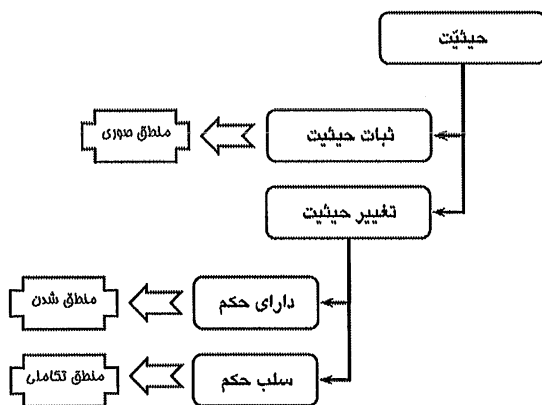 حیثیّت
ثبات حیثیت
منطق صوری
تغییر حیثیت
دارای حکم
منطق شدن
سلب حکم
منطق تکاملی